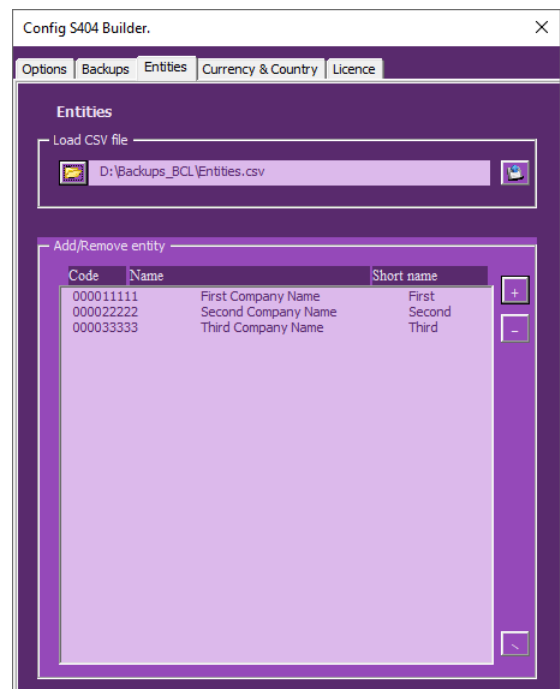 Config S404 Builder.
Options Backups Entities Currency & Country Licence
Entities
Load CSV file
D:\Backups_BCL\Entities.csv
Add/Remove entity
Code Name Short name
+
000011111 First Company Name First
000022222 Second Company Name Second
000033333 Third Company Name Third
-